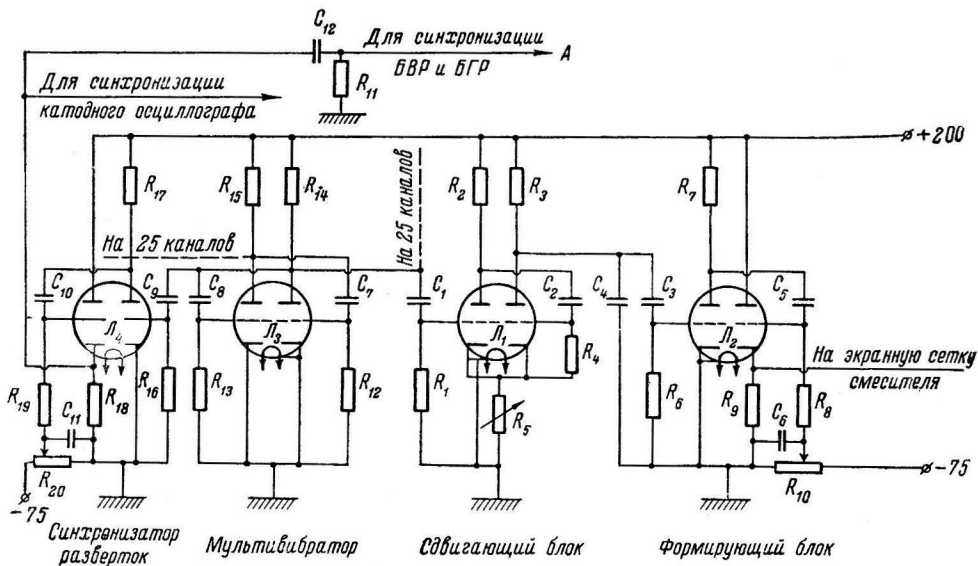 C₁₂
Для синхронизации
БВР и БГР
A
R₁₁
Для синхронизации
катодного осциллографа
+200
R₁₇
R₁₅
R₁₄
На 25 каналов
R₂
R₃
R₇
На 25 каналов
C₁₀
C₉
C₈
C₇
C₁
C₂
C₄
C₃
C₅
Л₄
Л₃
Л₁
Л₂
R₄
На экранную сетку
смесителя
R₁₉
C₁₁
R₁₈
R₁₆
R₁₃
R₁₂
R₁
R₅
R₆
R₉
C₆
R₈
R₂₀
-75
R₁₀
-75
Синхронизатор
разверток
Мультивибратор
Сдвигающий блок
Формирующий блок